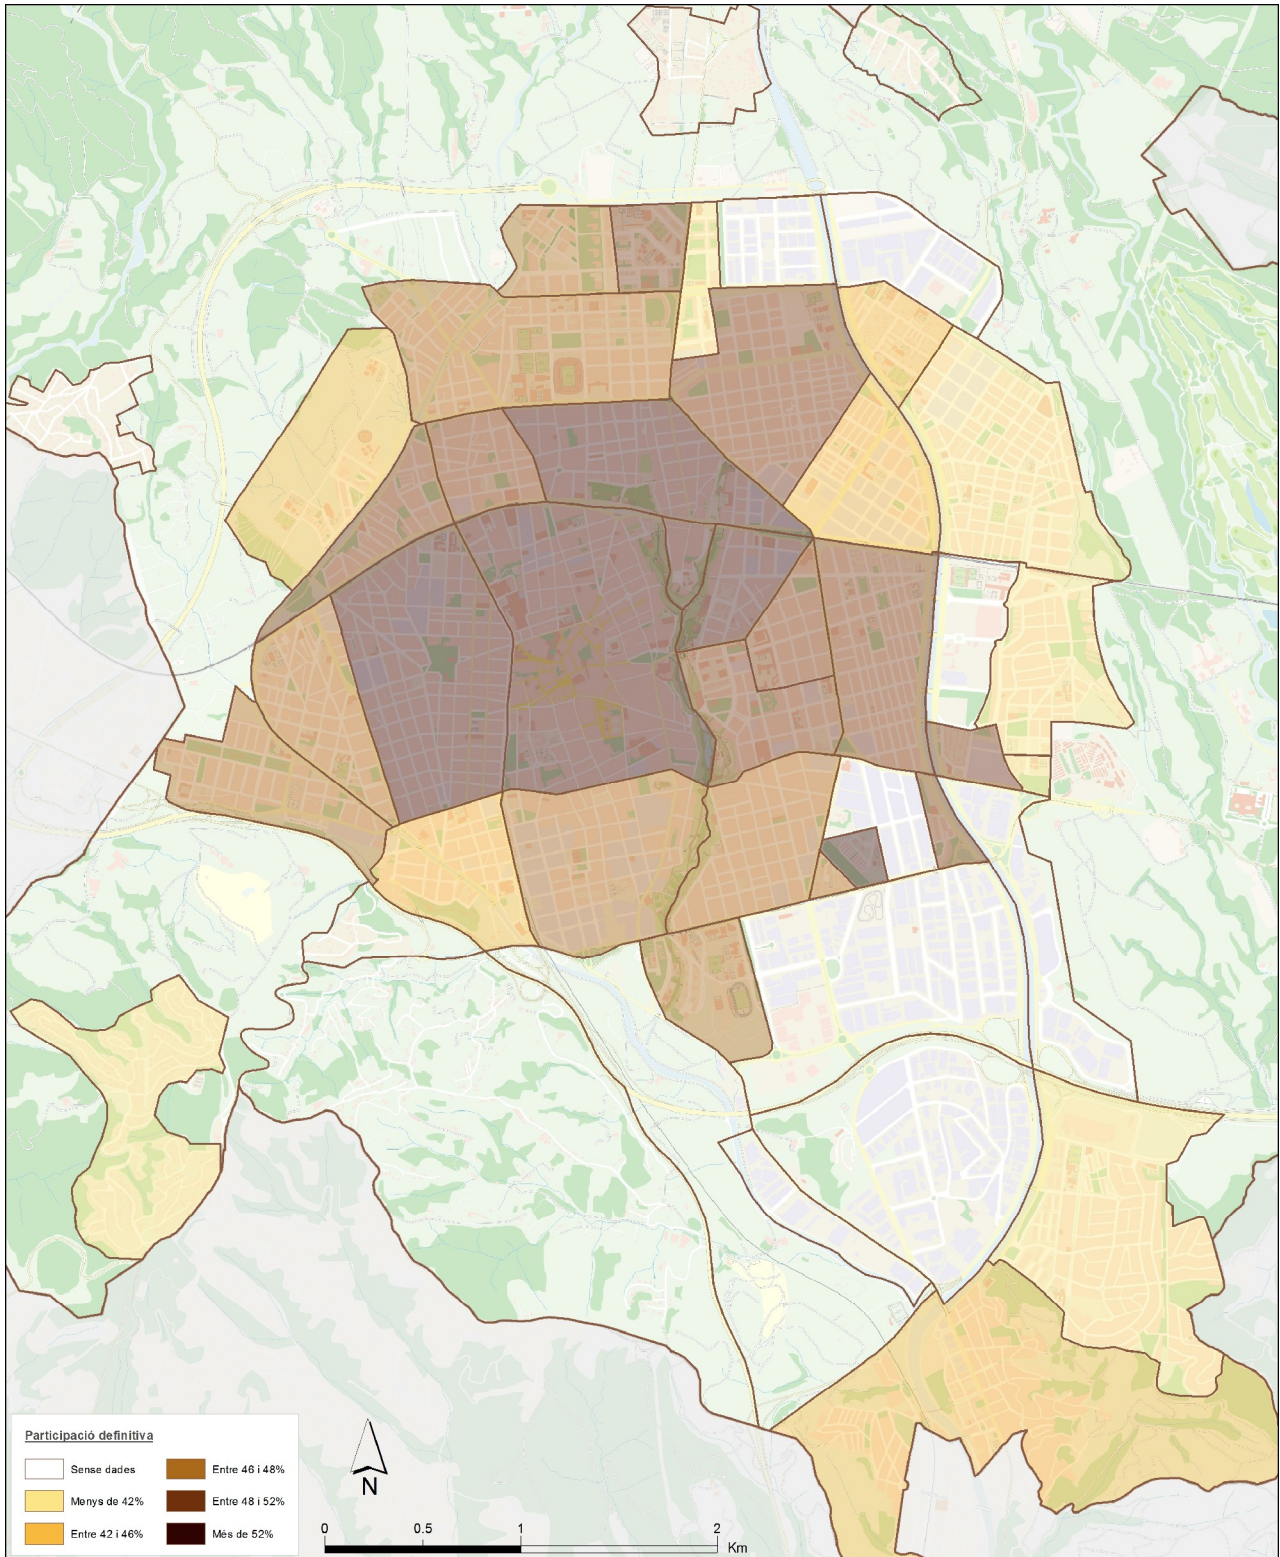 Participació definitiva
Sense dades
Menys de 42%
Entre 42 i 46%
Entre 46 i 48%
Entre 48 i 52%
Més de 52%
N
0 0.5 1 2
Km